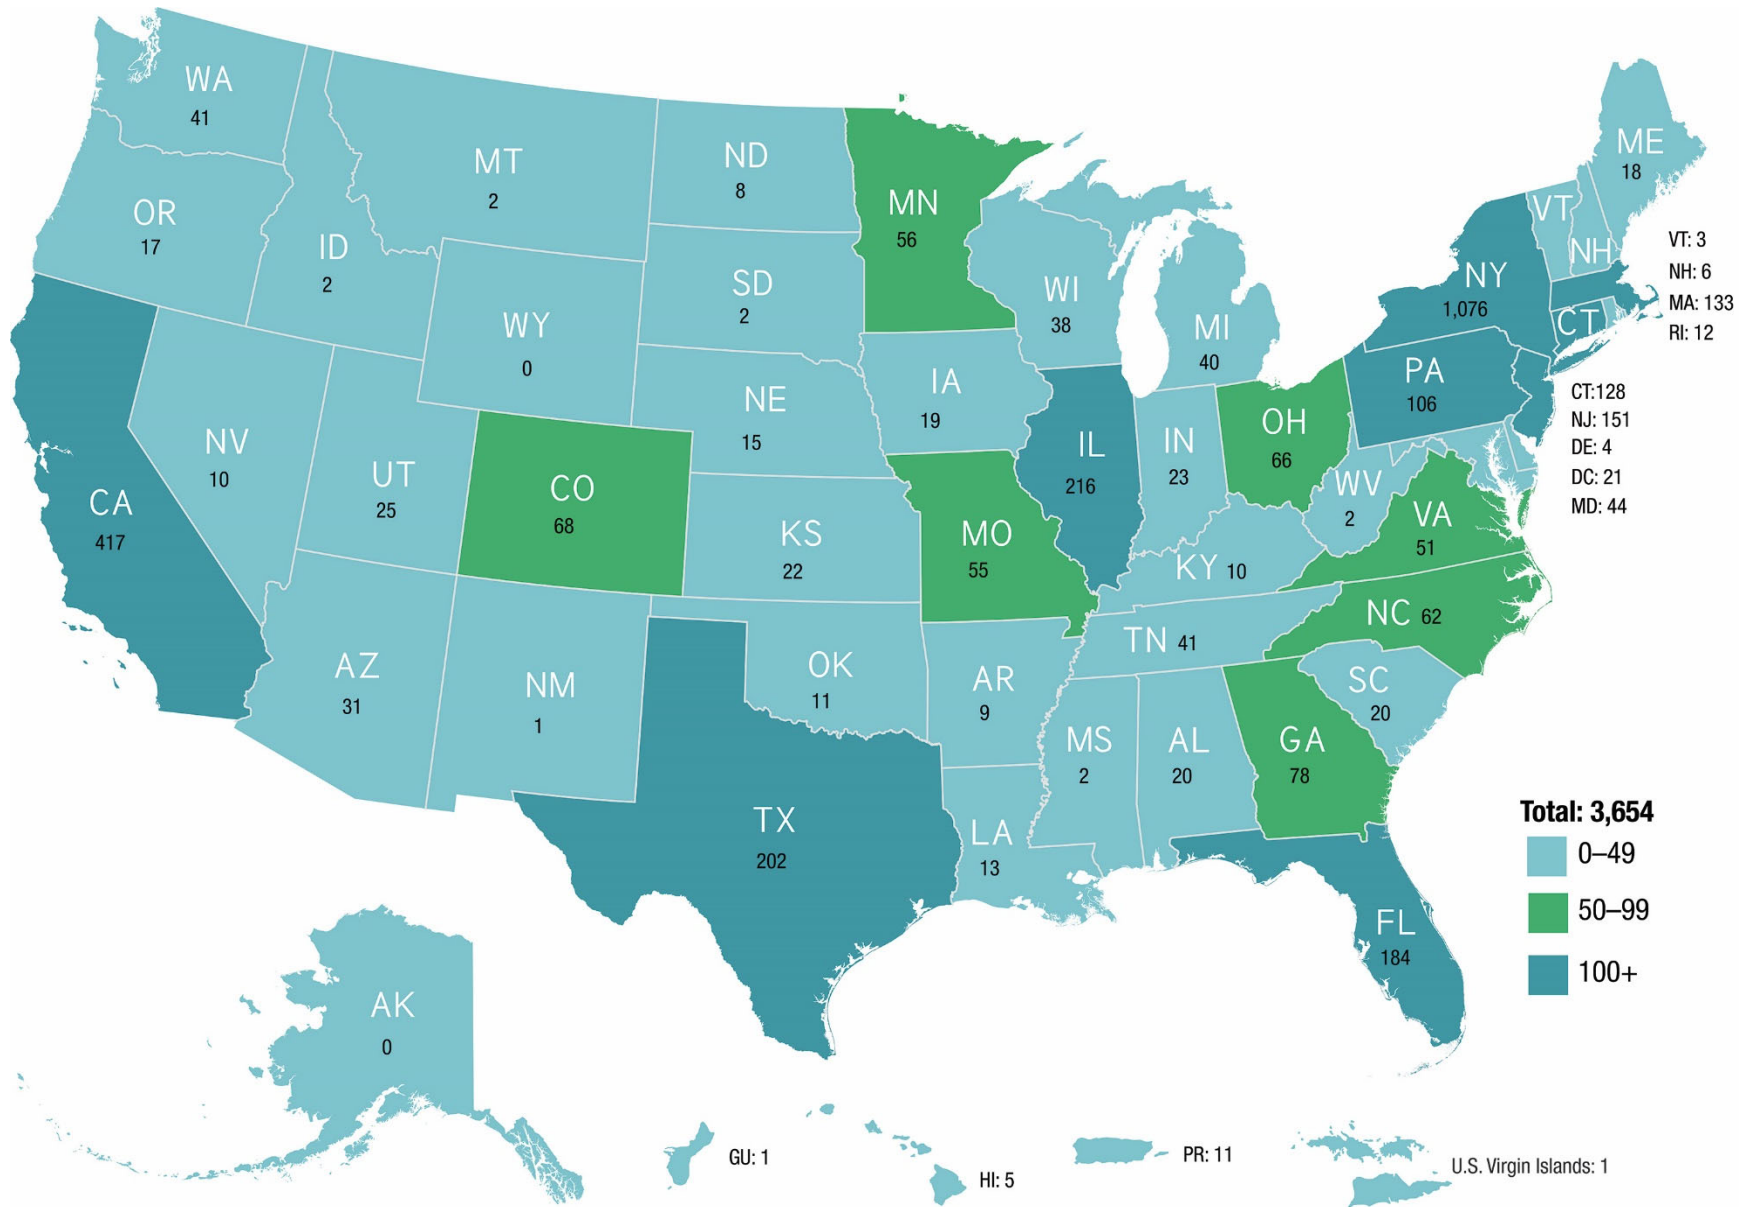 WA
41
OR
17
ID
2
MT
2
ND
8
MN
56
SD
2
WY
0
WI
38
MI
40
NY
1,076
ME
18
VT
NH
VT: 3
NH: 6
MA: 133
RI: 12
CT
CT:128
NJ: 151
DE: 4
DC: 21
MD: 44
CA
417
NV
10
UT
25
CO
68
NE
15
IA
19
IL
216
IN
23
OH
66
PA
106
WV
2
VA
51
KS
22
MO
55
KY 10
NC 62
TN 41
SC
20
AZ
31
NM
1
OK
11
AR
9
MS
2
AL
20
GA
78
TX
202
LA
13
FL
184
Total: 3,654
0–49
50–99
100+
AK
0
GU: 1
HI: 5
PR: 11
U.S. Virgin Islands: 1